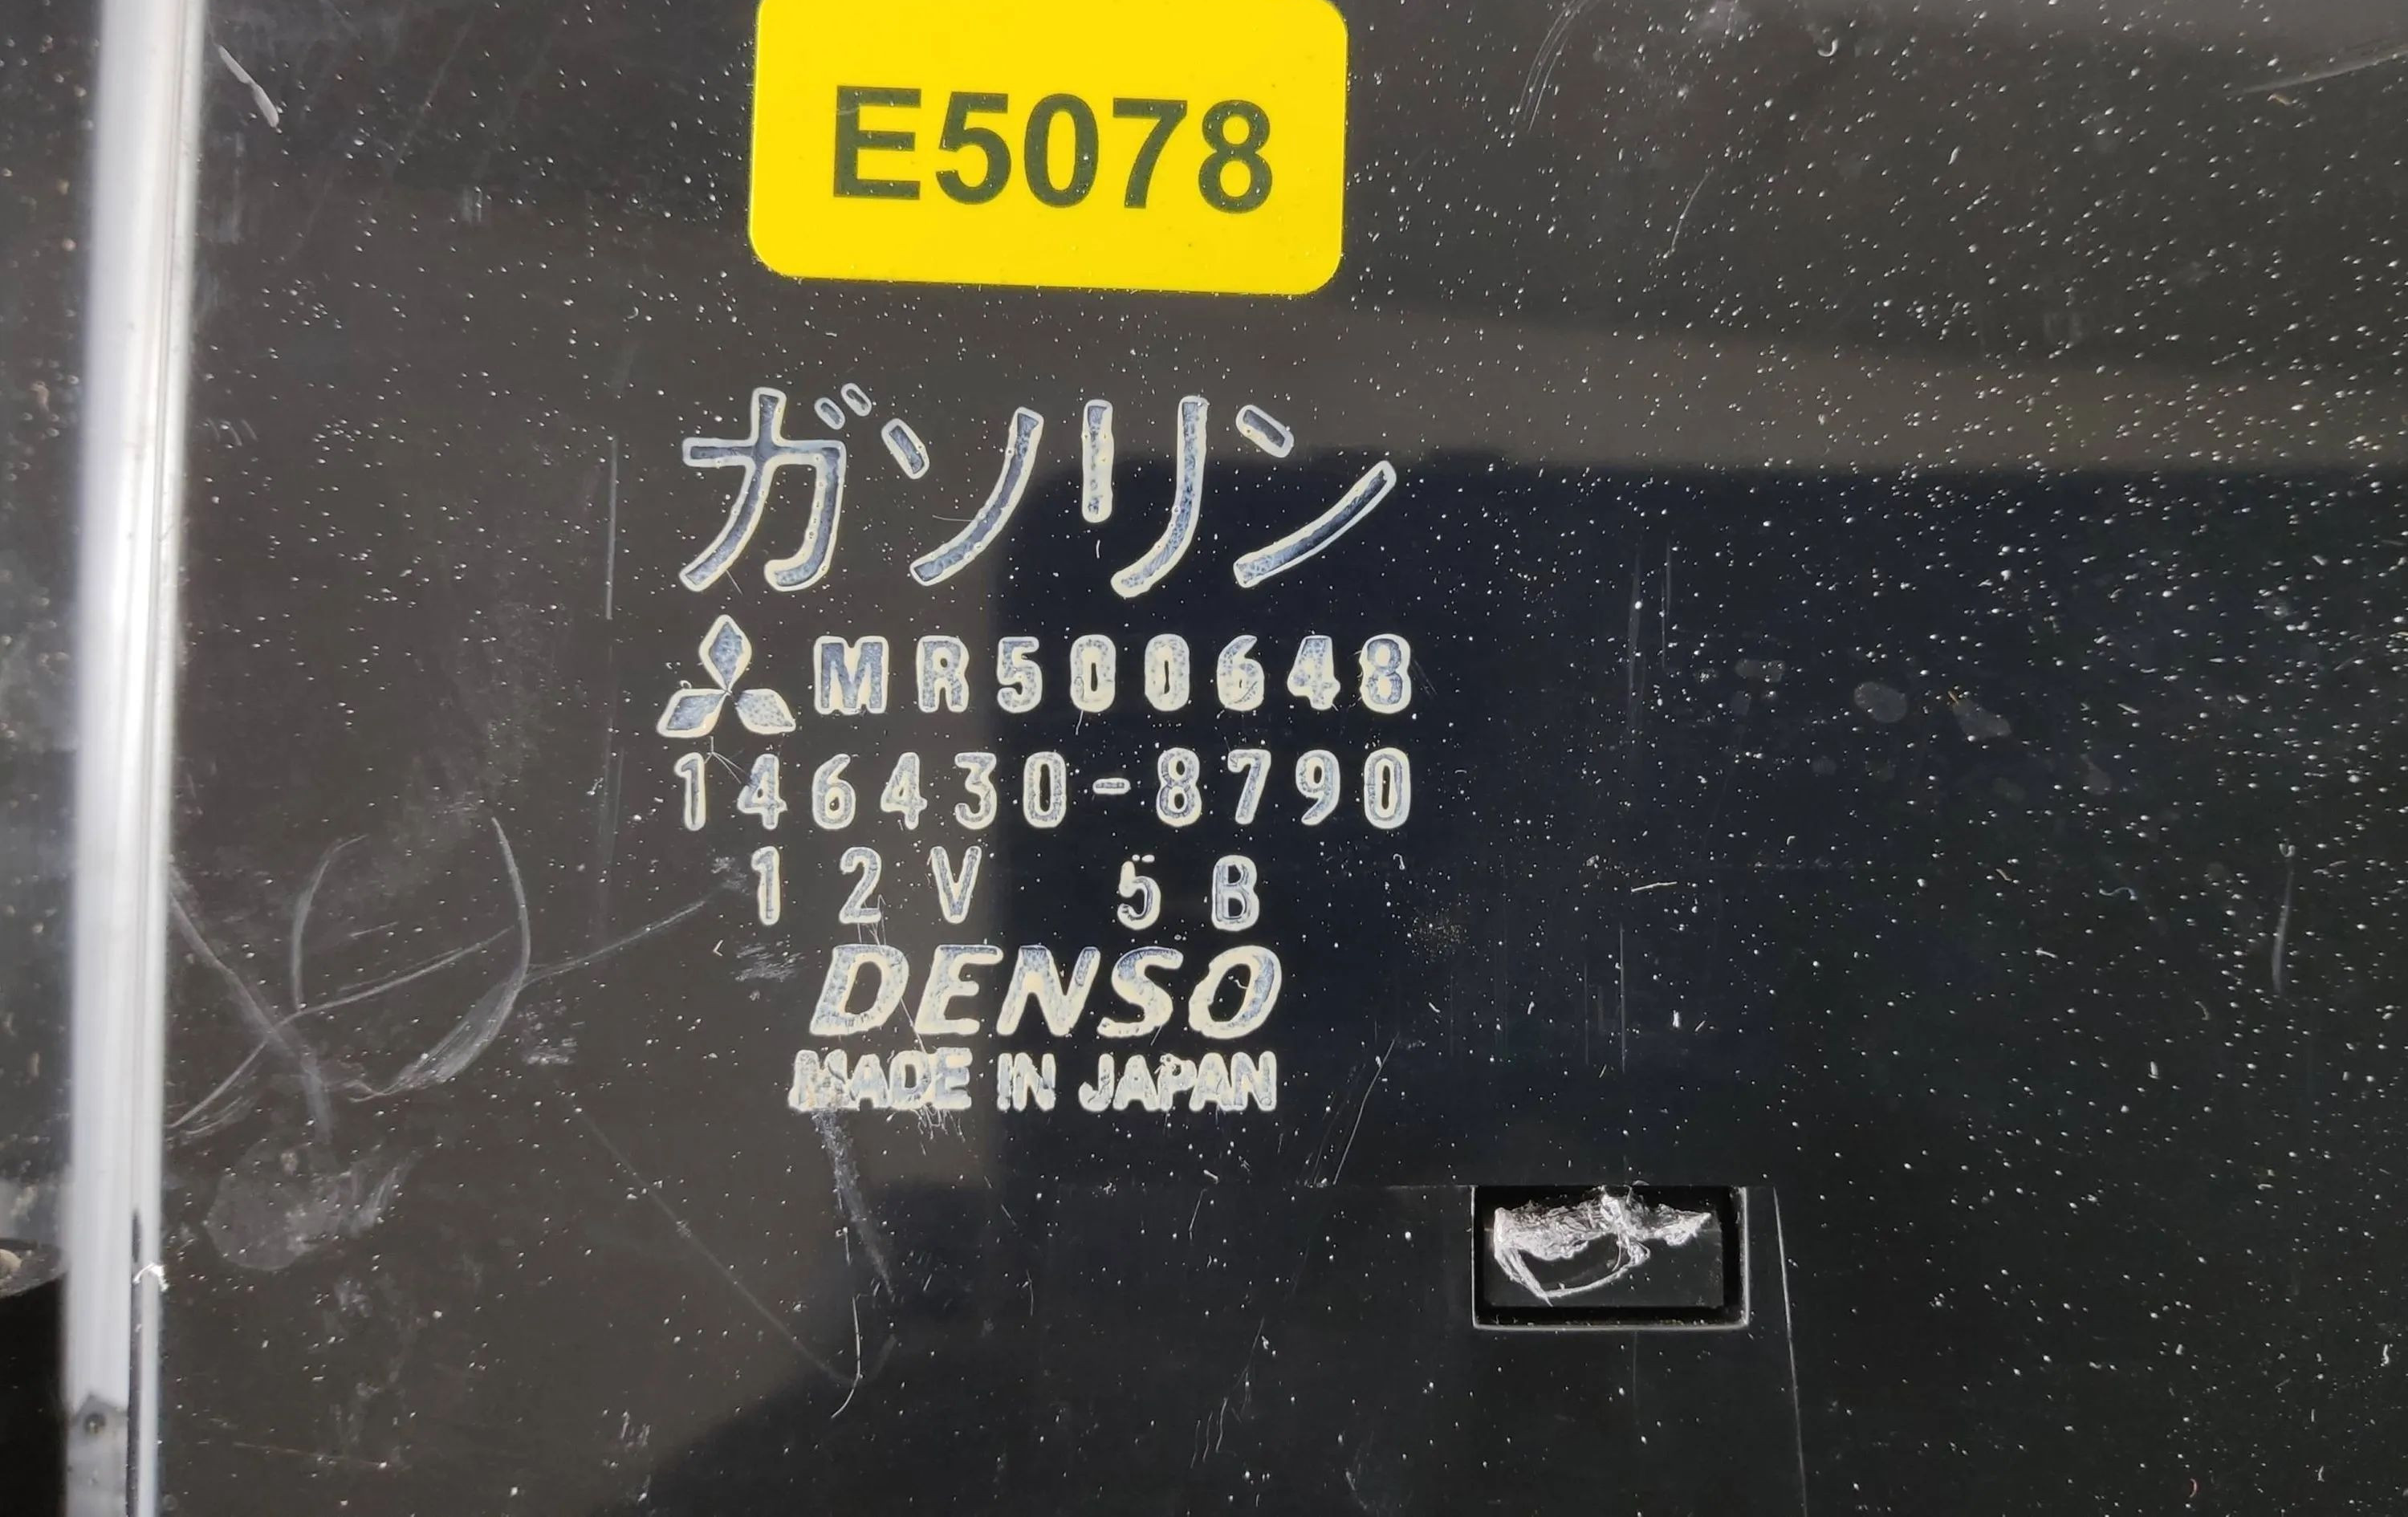 E5078
ガソリン
MR500648
146430-8790
12V 5B
DENSO
MADE IN JAPAN